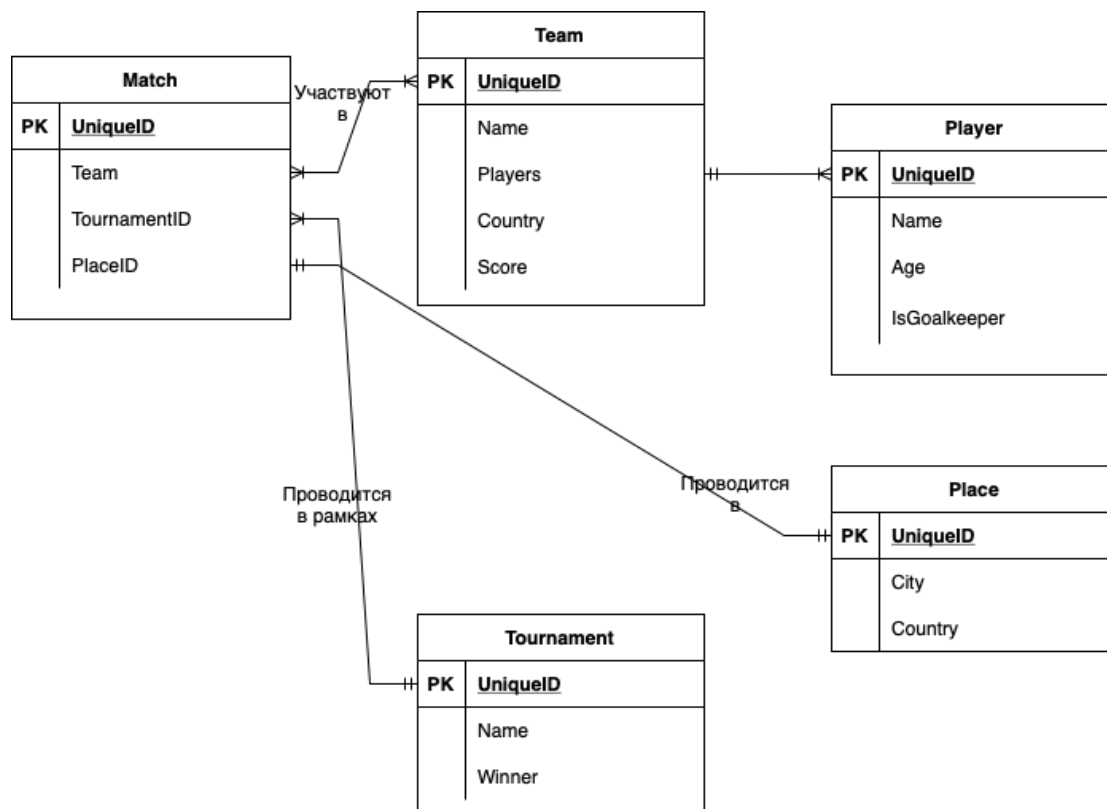 Match
PK UniqueID
Team
TournamentID
PlaceID
Участвуют
в
Team
PK UniqueID
Name
Players
Country
Score
Player
PK UniqueID
Name
Age
IsGoalkeeper
Проводится
в рамках
Проводится
в
Place
PK UniqueID
City
Country
Tournament
PK UniqueID
Name
Winner